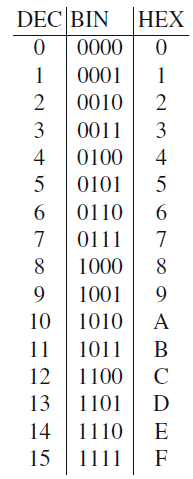 DEC BIN HEX
0 0000 0
1 0001 1
2 0010 2
3 0011 3
4 0100 4
5 0101 5
6 0110 6
7 0111 7
8 1000 8
9 1001 9
10 1010 A
11 1011 B
12 1100 C
13 1101 D
14 1110 E
15 1111 F